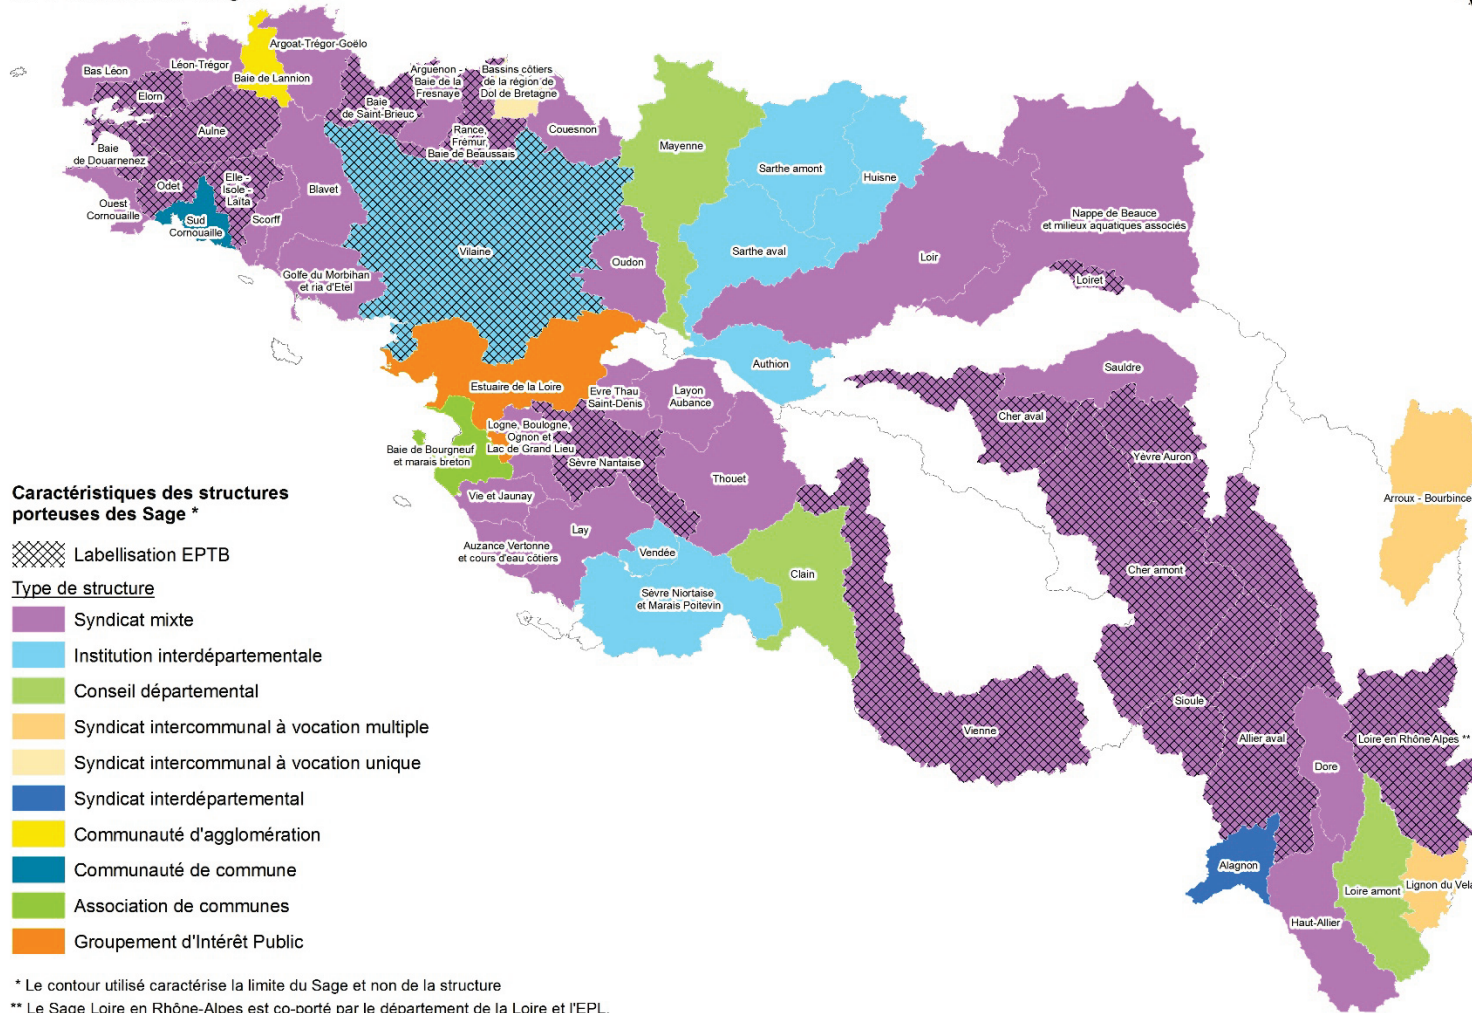 Argoat-Trégor-Goëlo
Léon-Trégor
Bas Léon
Baie de Lannion
Elorn
Arguenon -
Baie de la
Fresnaye
Bassins côtiers
de la région de
Dol de Bretagne
Baie
de Saint-Brieuc
Aulne
Rance,
Frémur,
Baie de Beaussais
Couesnon
Mayenne
Baie
de Douarnenez
Sarthe amont
Huisne
Odet
Elle -
Isole -
Laïta
Blavet
Ouest
Cornouaille
Sud
Cornouaille
Scorff
Nappe de Beauce
et milieux aquatiques associés
Vilaine
Sarthe aval
Loir
Oudon
Golfe du Morbihan
et ria d'Etel
Loiret
Authion
Sauldre
Estuaire de la Loire
Evre Thau
Saint-Denis
Layon
Aubance
Cher aval
Logne, Boulogne,
Ognon et
Lac de Grand Lieu
Baie de Bourgneuf
et marais breton
Sèvre Nantaise
Yèvre Auron
Thouet
Vie et Jaunay
Arroux - Bourbince
Lay
Auzance Vertonne
et cours d'eau côtiers
Vendée
Clain
Cher amont
Sèvre Niortaise
et Marais Poitevin
Sioule
Vienne
Allier aval
Loire en Rhône Alpes **
Dore
Alagnon
Loire amont
Lignon du Vela
Haut-Allier
Caractéristiques des structures
porteuses des Sage *
Labellisation EPTB
Type de structure
Syndicat mixte
Institution interdépartementale
Conseil départemental
Syndicat intercommunal à vocation multiple
Syndicat intercommunal à vocation unique
Syndicat interdépartemental
Communauté d'agglomération
Communauté de commune
Association de communes
Groupement d'Intérêt Public
* Le contour utilisé caractérise la limite du Sage et non de la structure
** Le Sage Loire en Rhône-Alpes est co-porté par le département de la Loire et l'EPL.